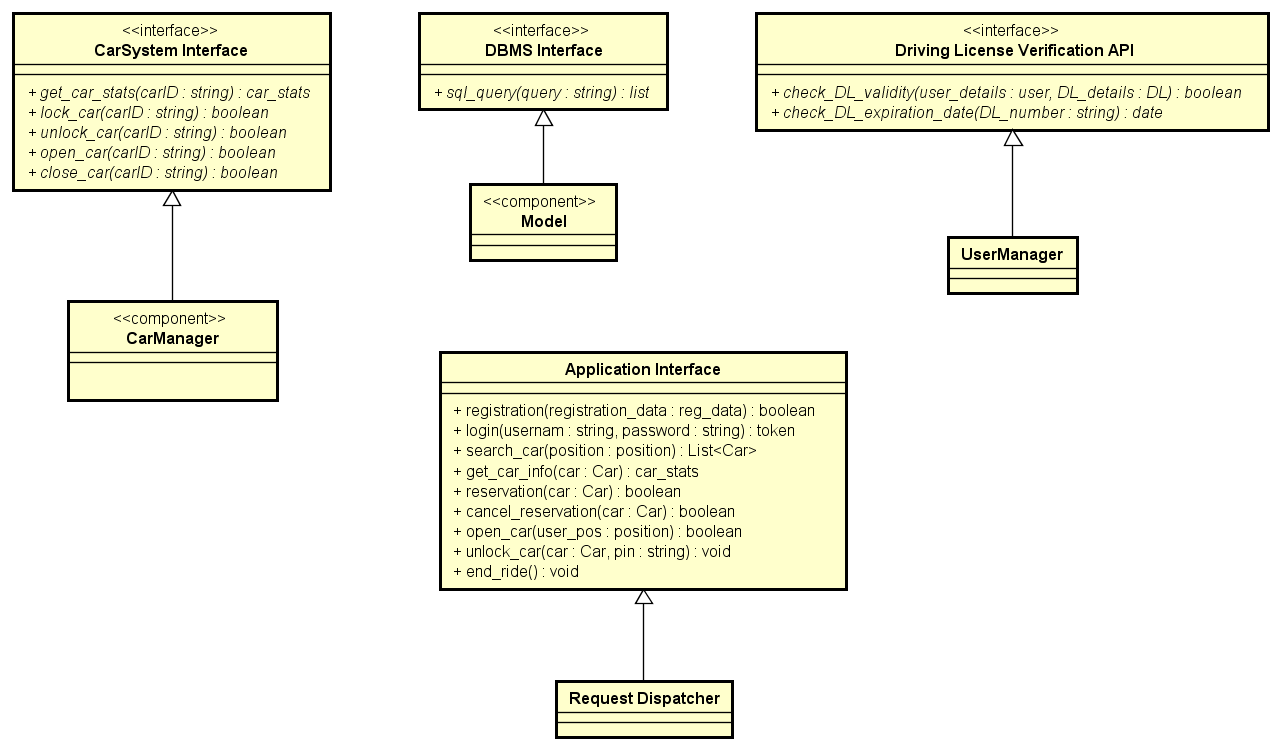 <<interface>>
CarSystem Interface
+ get_car_stats(carID : string) : car_stats
+ lock_car(carID : string) : boolean
+ unlock_car(carID : string) : boolean
+ open_car(carID : string) : boolean
+ close_car(carID : string) : boolean
<<interface>>
DBMS Interface
+ sql_query(query : string) : list
<<interface>>
Driving License Verification API
+ check_DL_validity(user_details : user, DL_details : DL) : boolean
+ check_DL_expiration_date(DL_number : string) : date
<<component>>
Model
UserManager
<<component>>
CarManager
Application Interface
+ registration(registration_data : reg_data) : boolean
+ login(usernam : string, password : string) : token
+ search_car(position : position) : List<Car>
+ get_car_info(car : Car) : car_stats
+ reservation(car : Car) : boolean
+ cancel_reservation(car : Car) : boolean
+ open_car(user_pos : position) : boolean
+ unlock_car(car : Car, pin : string) : void
+ end_ride() : void
Request Dispatcher